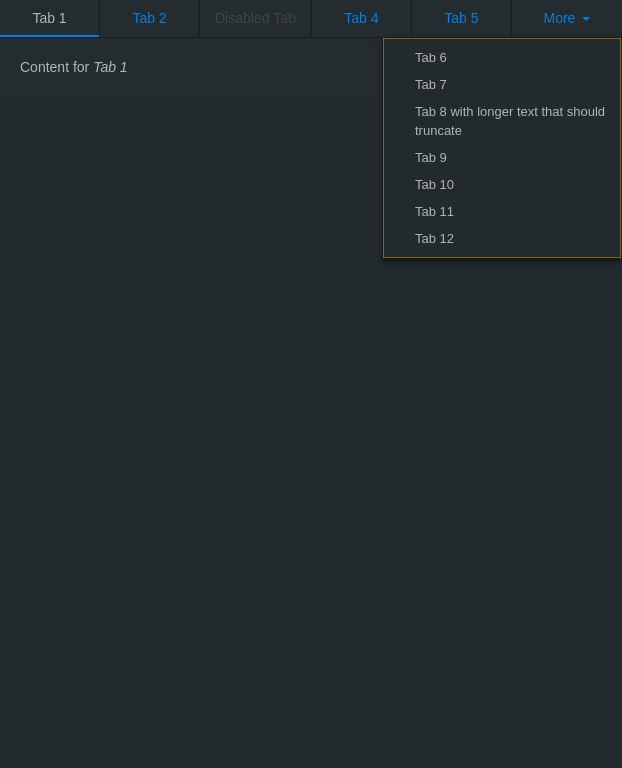 Tab 1
Tab 2
Disabled Tab
Tab 4
Tab 5
More
Content for Tab 1
Tab 6
Tab 7
Tab 8 with longer text that should
truncate
Tab 9
Tab 10
Tab 11
Tab 12